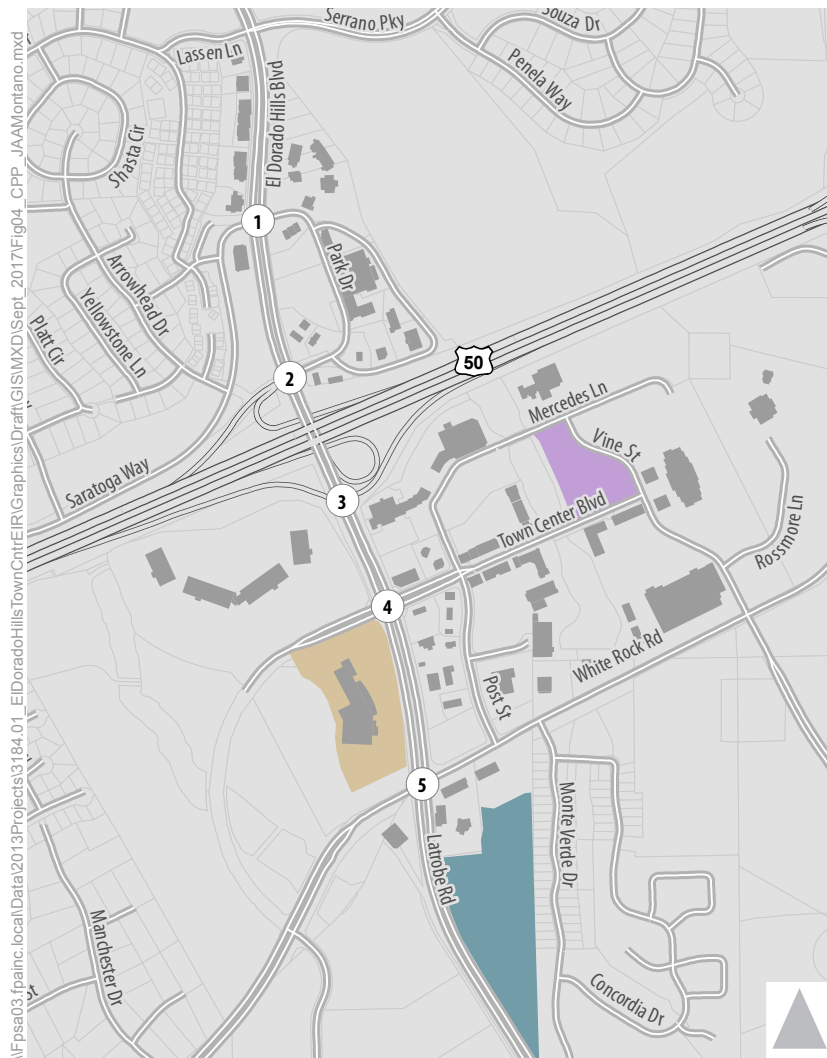 \Fpsa03.fpainc.local\Data\2013Projects\3184.01_ElDoradoHillsTownCntrEIR\Graphics\Draft\GIS\MXD\Sept_2017\Fig04_CPP_JAAMontano.mxd
Serrano Pky
Souza Dr
Lassen Ln
Penela Way
El Dorado Hills Blvd
Shasta Cir
1
Park Dr
Arrowhead Dr
Yellowstone Ln
Platt Cir
50
2
Mercedes Ln
Vine St
Saratoga Way
3
Town Center Blvd
Rossmore Ln
4
White Rock Rd
Post St
5
Monte Verde Dr
Latrobe Rd
Manchester Dr
Concordia Dr
St